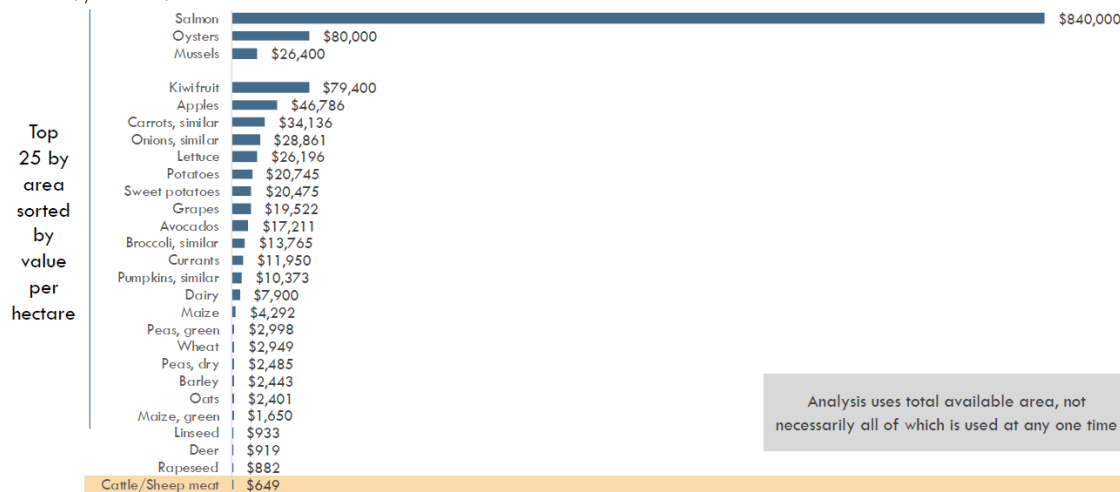 Salmon $840,000
Oysters $80,000
Mussels $26,400
Kiwifruit $79,400
Apples $46,786
Carrots, similar $34,136
Onions, similar $28,861
Lettuce $26,196
Potatoes $20,745
Sweet potatoes $20,475
Grapes $19,522
Avocados $17,211
Broccoli, similar $13,765
Currants $11,950
Pumpkins, similar $10,373
Dairy $7,900
Maize $4,292
Peas, green $2,998
Wheat $2,949
Peas, dry $2,485
Barley $2,443
Oats $2,401
Maize, green $1,650
Linseed $933
Deer $919
Rapeseed $882
Cattle/Sheep meat $649
Top
25 by
area
sorted
by
value
per
hectare
Analysis uses total available area, not
necessarily all of which is used at any one time